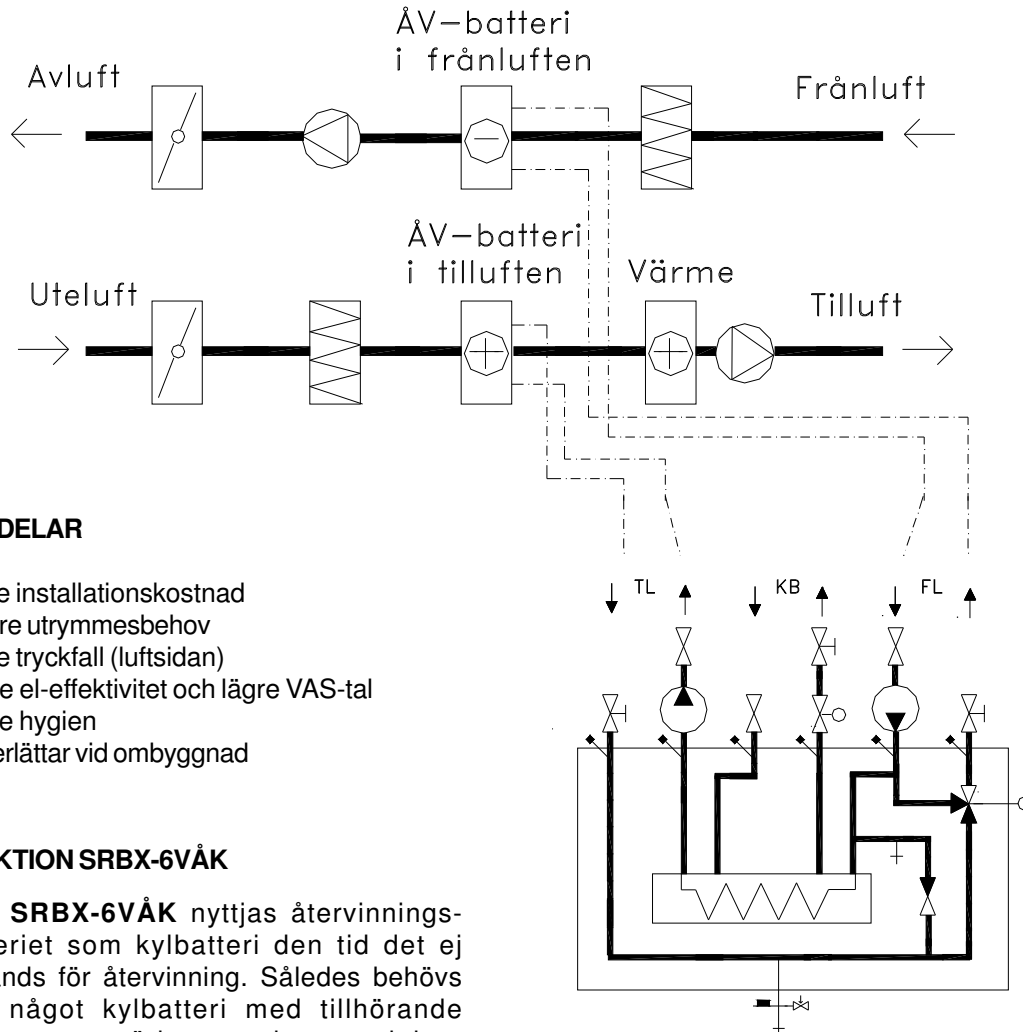 ÅV-batteri
i frånluften
Avluft
Frånluft
ÅV-batteri
i tilluften
Värme
Uteluft
Tilluft
DELAR
e installationskostnad
re utrymmesbehov
e tryckfall (luftsidan)
e el-effektivitet och lägre VAS-tal
e hygien
erlättar vid ombyggnad
TL
KB
FL
KTION SRBX-6VÅK
SRBX-6VÅK nyttjas återvinnings-
eriet som kylbatteri den tid det ej
nds för återvinning. Således behövs
något kylbatteri med tillhörande